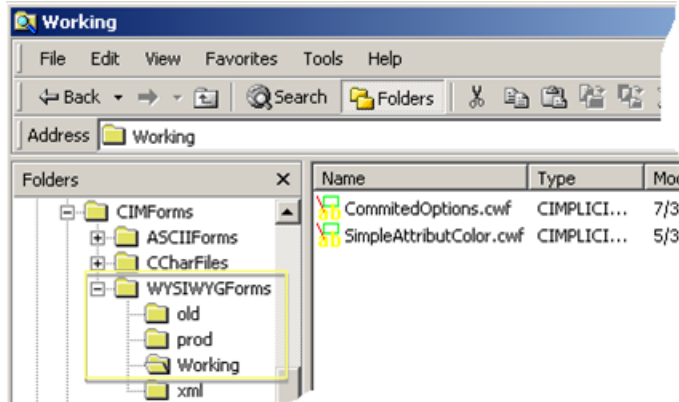 Working
File Edit View Favorites Tools Help
Back Search Folders
Address Working
Folders
CIMForms
ASCIIForms
CCharFiles
WYSIWYGForms
old
prod
Working
xml
Name Type
CommitedOptions.cwf CIMPLICI... 7/3
SimpleAttributColor.cwf CIMPLICI... 5/3